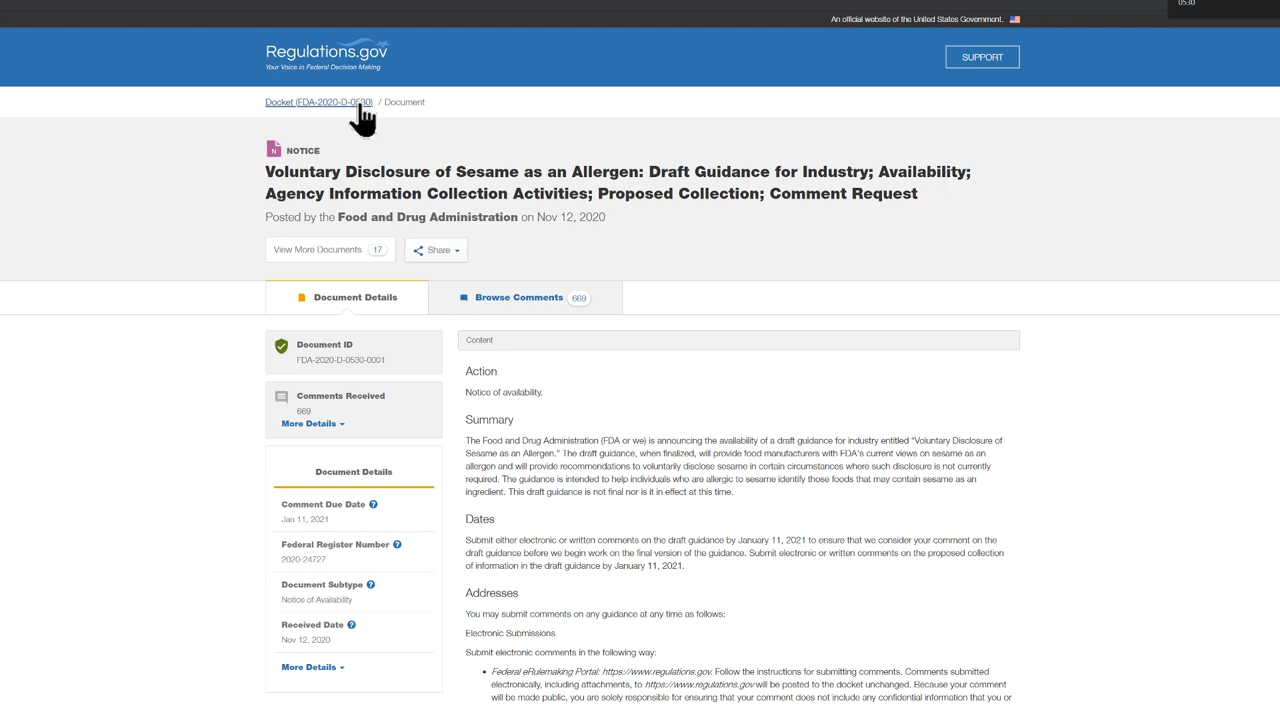 0530
An official website of the United States Government.
Regulations.gov
Your Voice in Federal Decision Making
SUPPORT
Docket (FDA-2020-D-0530) / Document
N NOTICE
Voluntary Disclosure of Sesame as an Allergen: Draft Guidance for Industry; Availability;
Agency Information Collection Activities; Proposed Collection; Comment Request
Posted by the Food and Drug Administration on Nov 12, 2020
View More Documents 17
Share
Document Details
Browse Comments 669
Document ID
FDA-2020-D-0530-0001
Comments Received
669
More Details
Document Details
Comment Due Date ?
Jan 11, 2021
Federal Register Number ?
2020-24727
Document Subtype ?
Notice of Availability
Received Date ?
Nov 12, 2020
More Details
Content
Action
Notice of availability.
Summary
The Food and Drug Administration (FDA or we) is announcing the availability of a draft guidance for industry entitled "Voluntary Disclosure of
Sesame as an Allergen." The draft guidance, when finalized, will provide food manufacturers with FDA's current views on sesame as an
allergen and will provide recommendations to voluntarily disclose sesame in certain circumstances where such disclosure is not currently
required. The guidance is intended to help individuals who are allergic to sesame identify those foods that may contain sesame as an
ingredient. This draft guidance is not final nor is it in effect at this time.
Dates
Submit either electronic or written comments on the draft guidance by January 11, 2021 to ensure that we consider your comment on the
draft guidance before we begin work on the final version of the guidance. Submit electronic or written comments on the proposed collection
of information in the draft guidance by January 11, 2021.
Addresses
You may submit comments on any guidance at any time as follows:
Electronic Submissions
Submit electronic comments in the following way:
• Federal eRulemaking Portal: https://www.regulations.gov. Follow the instructions for submitting comments. Comments submitted
electronically, including attachments, to https://www.regulations.gov will be posted to the docket unchanged. Because your comment
will be made public, you are solely responsible for ensuring that your comment does not include any confidential information that you or